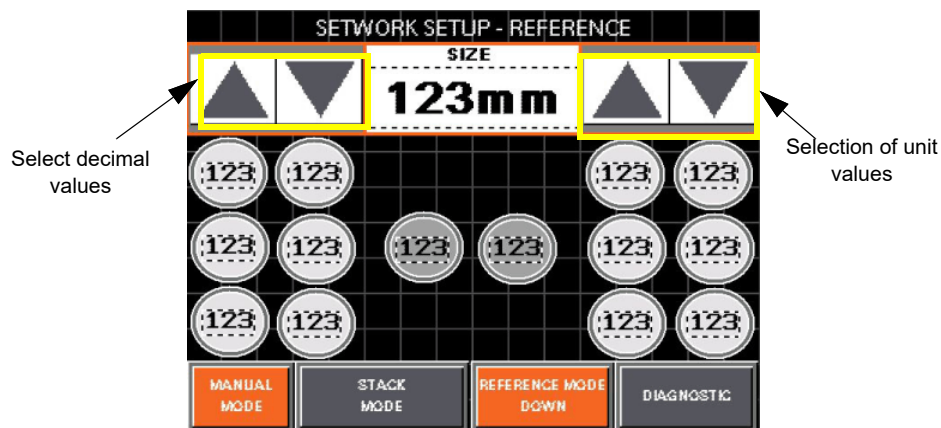 SETWORK SETUP - REFERENCE
SIZE
123mm
Select decimal
values
Selection of unit
values
123 123 123 123
123 123 123 123 123 123
123 123 123 123
MANUAL
MODE
STACK
MODE
REFERENCE MODE
DOWN
DIAGNOSTIC